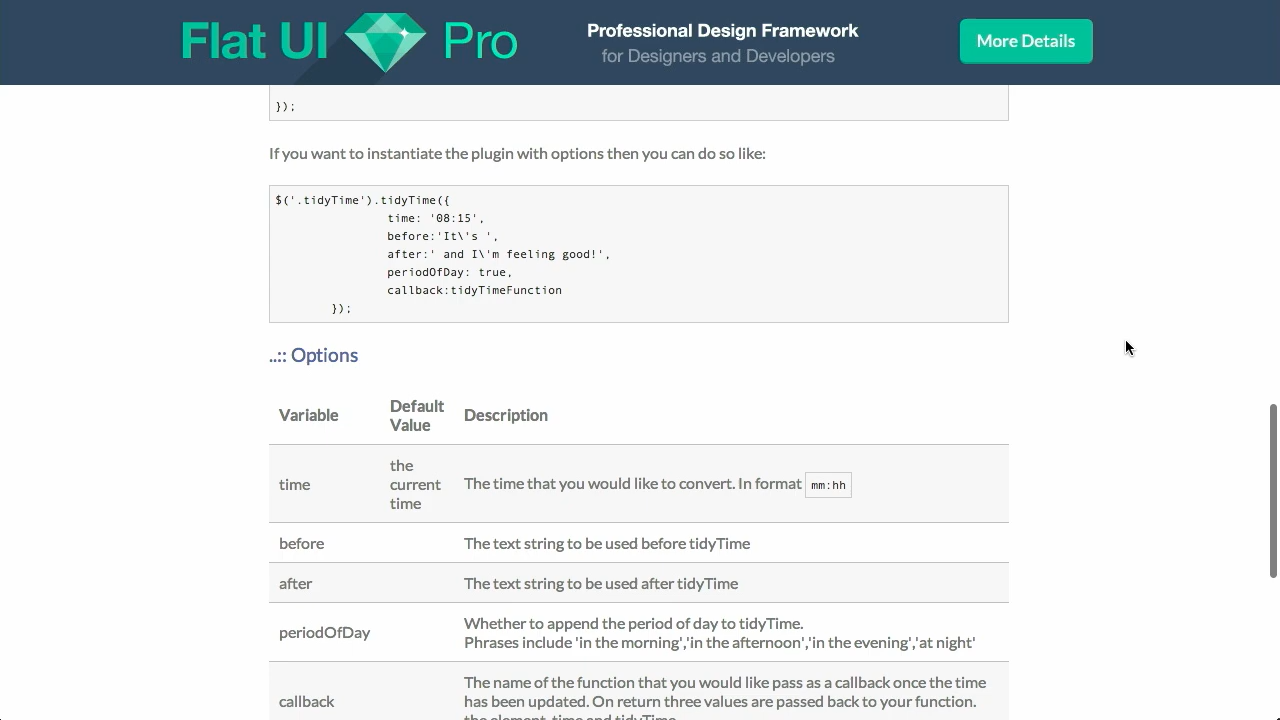 Flat UI Pro
Professional Design Framework
for Designers and Developers
More Details
});
If you want to instantiate the plugin with options then you can do so like:
$('.tidyTime').tidyTime({
time: '08:15',
before:'It\'s ',
after:' and I\'m feeling good!',
periodOfDay: true,
callback:tidyTimeFunction
});
..:: Options
Variable Default Value Description
time the current time The time that you would like to convert. In format mm:hh
before The text string to be used before tidyTime
after The text string to be used after tidyTime
periodOfDay Whether to append the period of day to tidyTime.
Phrases include 'in the morning','in the afternoon','in the evening','at night'
callback The name of the function that you would like pass as a callback once the time
has been updated. On return three values are passed back to your function.
the element, time and tidyTime